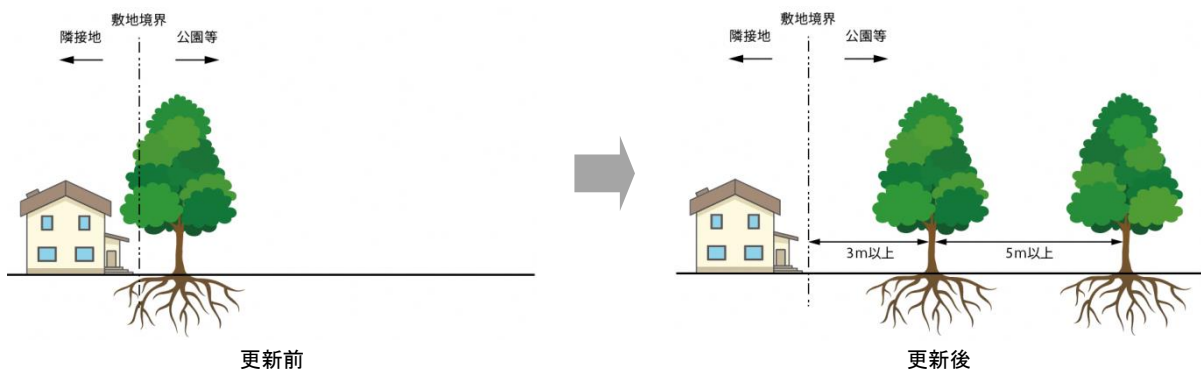 敷地境界
隣接地
公園等
更新前
敷地境界
隣接地
公園等
3m以上
5m以上
更新後